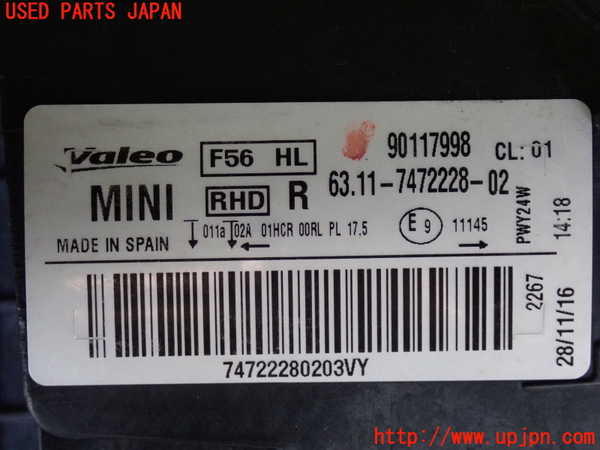 USED PARTS JAPAN
Valeo F56 HL 90117998 CL: 01
MINI RHD R 63.11-7472228-02
011a 02A 01HCR 00RL PL 17.5 E9 11145
MADE IN SPAIN
PWY24W 14:18
2267 28/11/16
74722280203VY
http://www.upjpn.com/